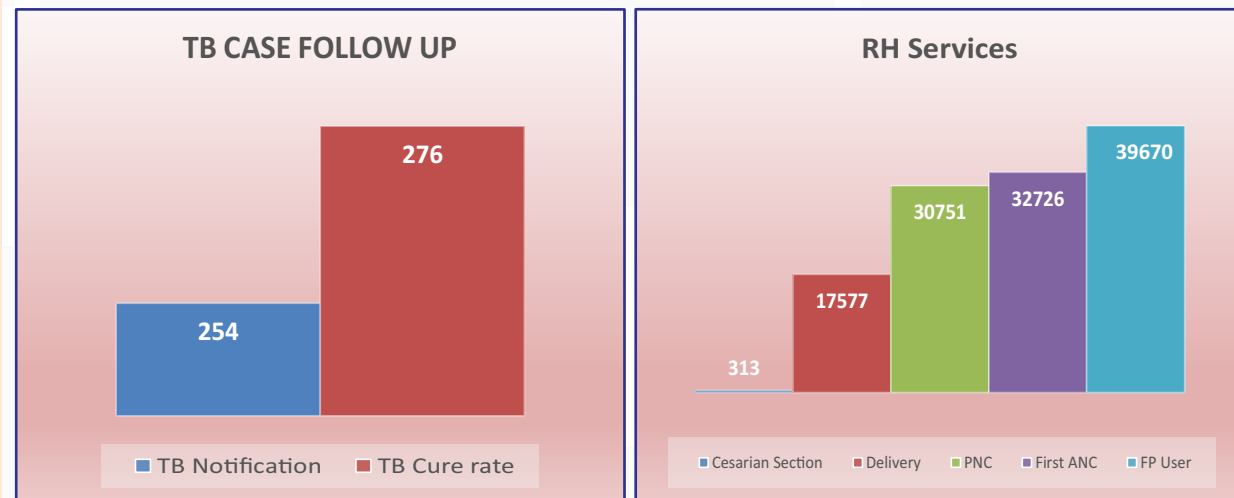 TB CASE FOLLOW UP
276
254
TB Notification TB Cure rate
RH Services
39670
32726
30751
17577
313
Cesarian Section Delivery PNC First ANC FP User